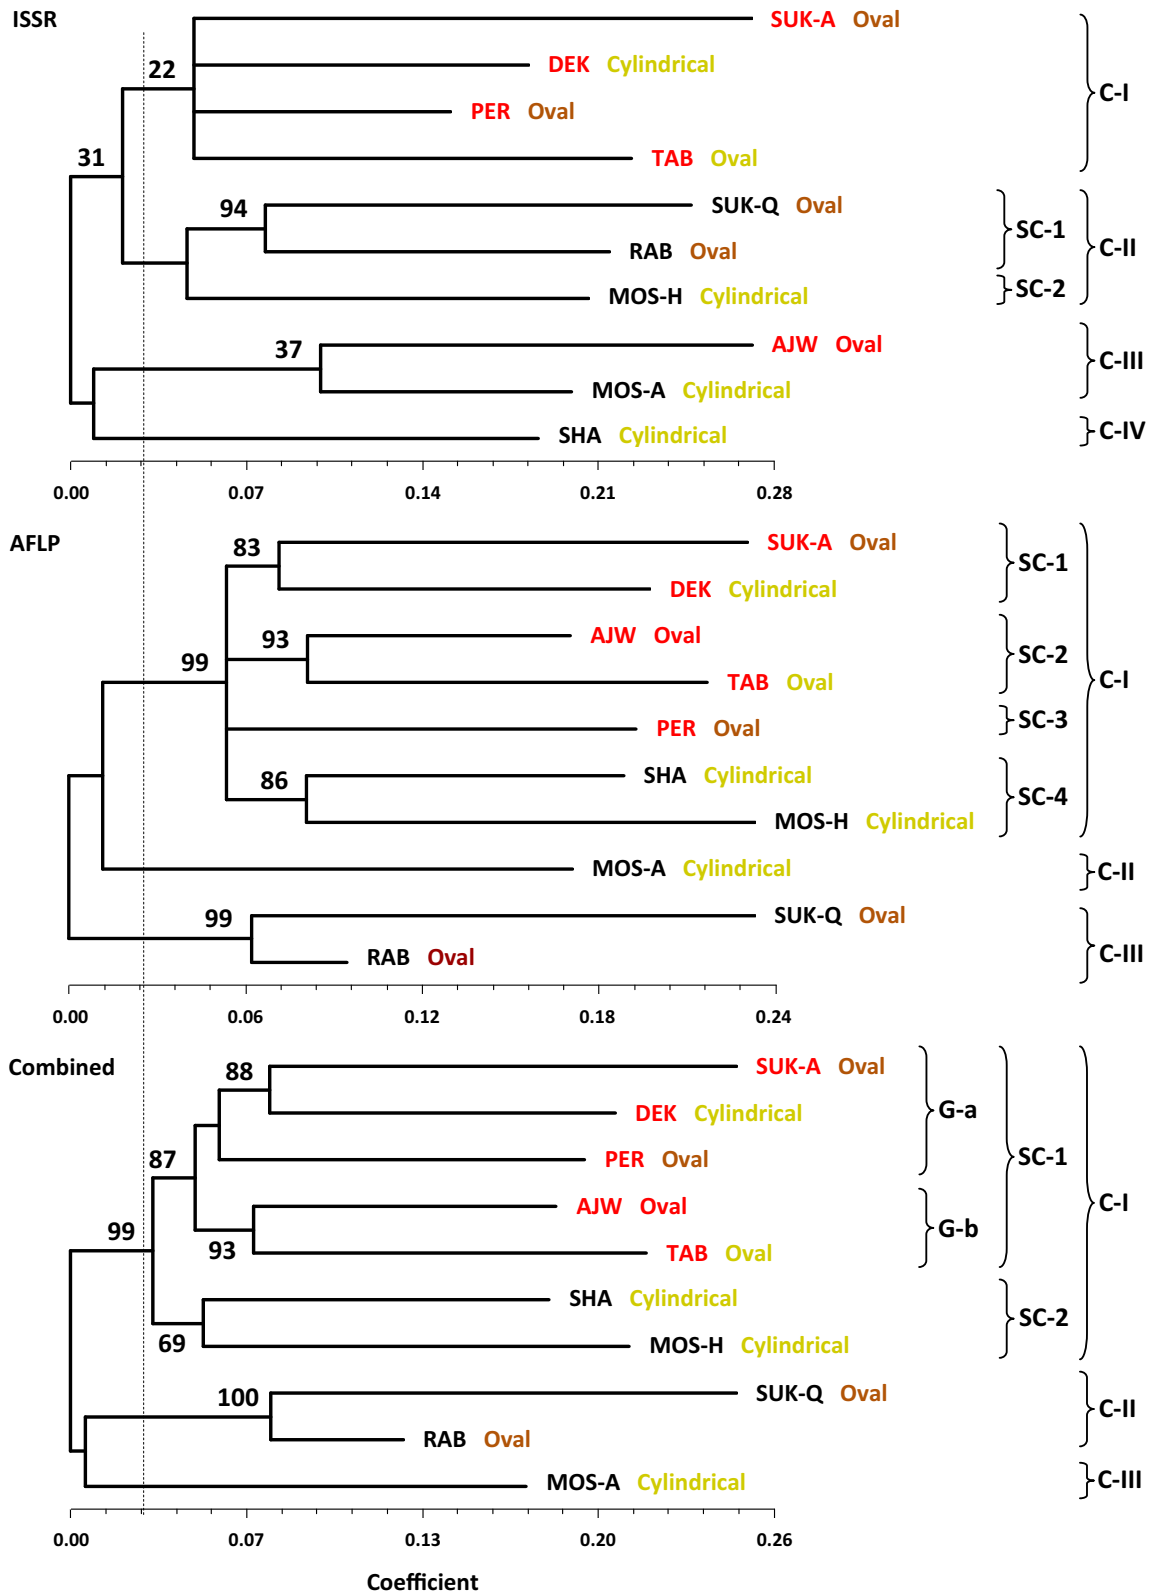 ISSR
SUK-A Oval
22
DEK Cylindrical
C-I
PER Oval
31
TAB Oval
94
SUK-Q Oval
SC-1
C-II
RAB Oval
SC-2
MOS-H Cylindrical
37
AJW Oval
C-III
MOS-A Cylindrical
SHA Cylindrical
C-IV
0.00 0.07 0.14 0.21 0.28
AFLP
83
SUK-A Oval
SC-1
DEK Cylindrical
93
AJW Oval
SC-2
99
TAB Oval
C-I
PER Oval
SC-3
86
SHA Cylindrical
SC-4
MOS-H Cylindrical
MOS-A Cylindrical
C-II
99
SUK-Q Oval
C-III
RAB Oval
0.00 0.06 0.12 0.18 0.24
Combined
88
SUK-A Oval
G-a
DEK Cylindrical
SC-1
87
PER Oval
C-I
AJW Oval
G-b
99
93
TAB Oval
SHA Cylindrical
SC-2
69
MOS-H Cylindrical
100
SUK-Q Oval
C-II
RAB Oval
MOS-A Cylindrical
C-III
0.00 0.07 0.13 0.20 0.26
Coefficient